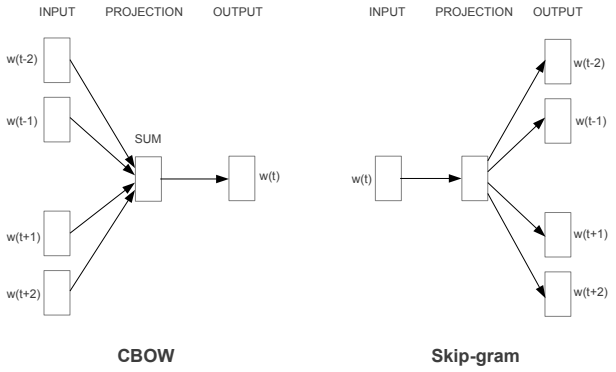 INPUT PROJECTION OUTPUT
w(t-2)
w(t-1)
SUM
w(t)
w(t+1)
w(t+2)
CBOW
INPUT PROJECTION OUTPUT
w(t-2)
w(t-1)
w(t)
w(t+1)
w(t+2)
Skip-gram